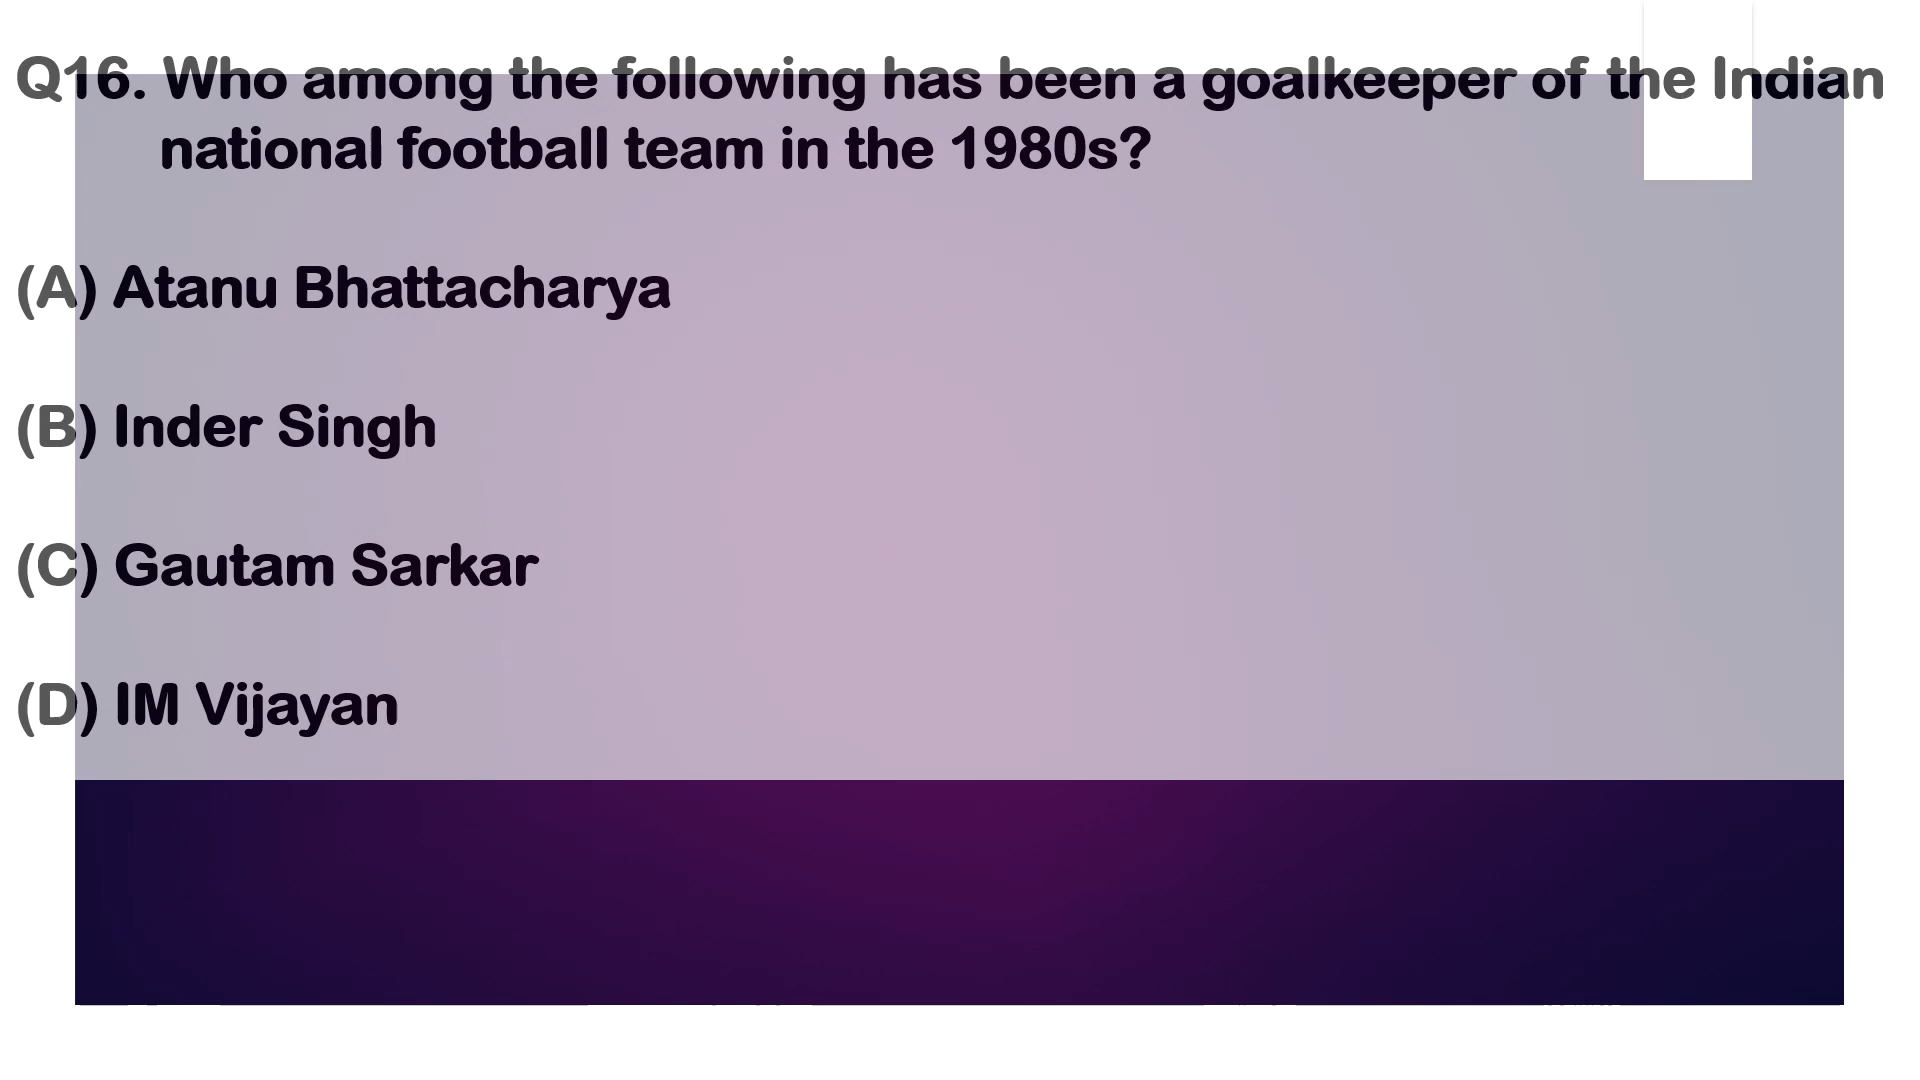 Q16. Who among the following has been a goalkeeper of the Indian
national football team in the 1980s?
(A) Atanu Bhattacharya
(B) Inder Singh
(C) Gautam Sarkar
(D) IM Vijayan